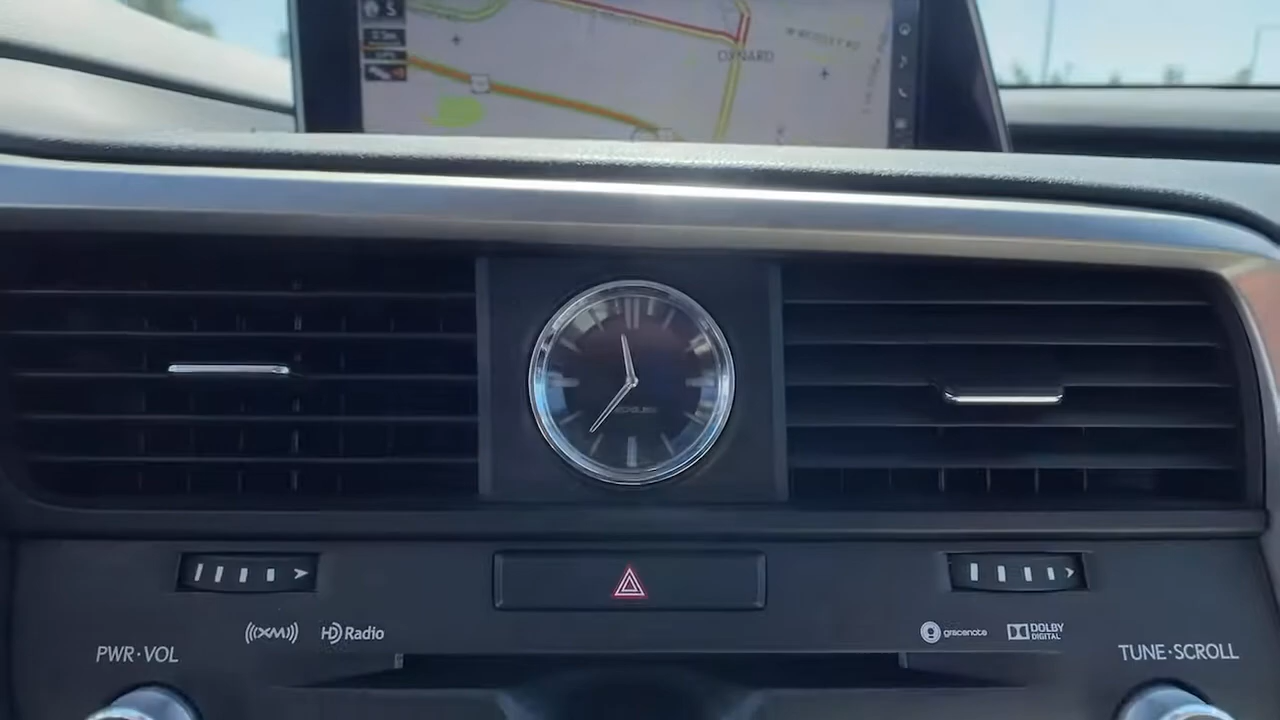 S
OXNARD
(((XM)))
HD Radio
gracenote
DOLBY
DIGITAL
PWR·VOL
TUNE·SCROLL